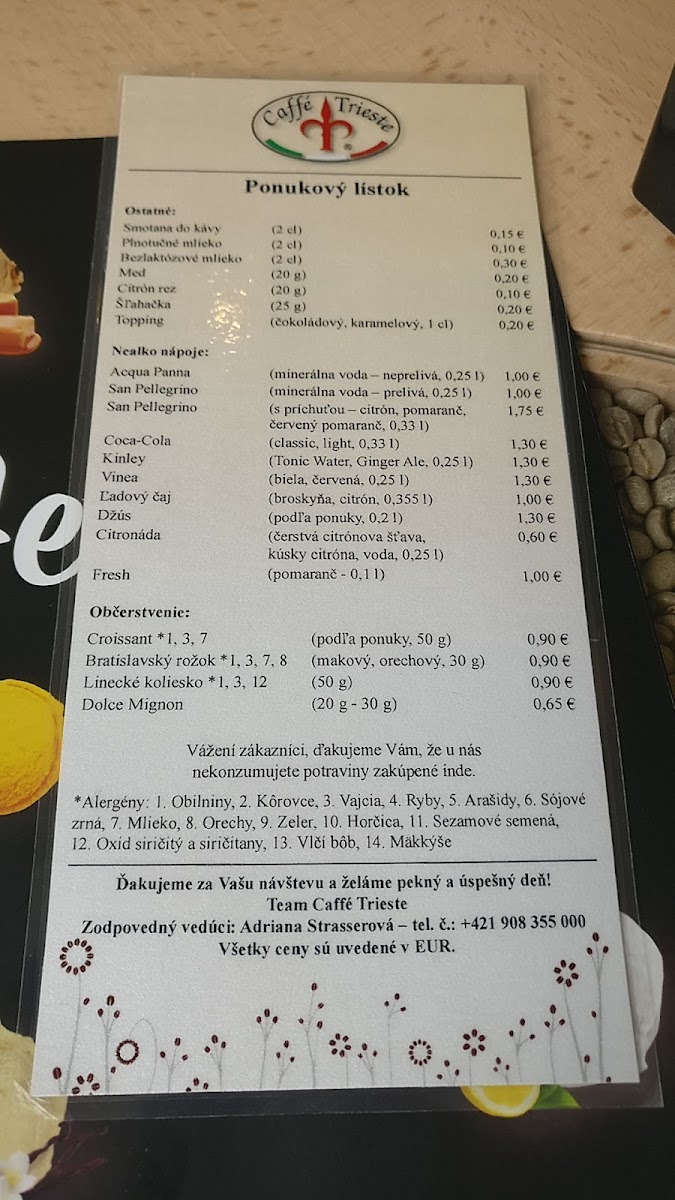 Caffé Trieste
®
Ponukový lístok
Ostatné:
Smotana do kávy (2 cl) 0,15 €
Plnotučné mlieko (2 cl) 0,10 €
Bezlaktózové mlieko (2 cl) 0,30 €
Med (20 g) 0,20 €
Citrón rez (20 g) 0,10 €
Šľahačka (25 g) 0,20 €
Topping (čokoládový, karamelový, 1 cl) 0,20 €
Nealko nápoje:
Acqua Panna (minerálna voda – neprelivá, 0,25 l) 1,00 €
San Pellegrino (minerálna voda – prelivá, 0,25 l) 1,00 €
San Pellegrino (s príchuťou – citrón, pomaranč, 1,75 €
červený pomaranč, 0,33 l)
Coca-Cola (classic, light, 0,33 l) 1,30 €
Kinley (Tonic Water, Ginger Ale, 0,25 l) 1,30 €
Vinea (biela, červená, 0,25 l) 1,30 €
Ľadový čaj (broskyňa, citrón, 0,355 l) 1,00 €
Džús (podľa ponuky, 0,2 l) 1,30 €
Citronáda (čerstvá citrónova šťava, 0,60 €
kúsky citróna, voda, 0,25 l)
Fresh (pomaranč - 0,1 l) 1,00 €
Občerstvenie:
Croissant *1, 3, 7 (podľa ponuky, 50 g) 0,90 €
Bratislavský rožok *1, 3, 7, 8 (makový, orechový, 30 g) 0,90 €
Linecké koliesko *1, 3, 12 (50 g) 0,90 €
Dolce Mignon (20 g - 30 g) 0,65 €
Vážení zákazníci, ďakujeme Vám, že u nás
nekonzumujete potraviny zakúpené inde.
*Alergény: 1. Obilniny, 2. Kôrovce, 3. Vajcia, 4. Ryby, 5. Arašidy, 6. Sójové
zrná, 7. Mlieko, 8. Orechy, 9. Zeler, 10. Horčica, 11. Sezamové semená,
12. Oxid siričitý a siričitany, 13. Vlčí bôb, 14. Mäkkýše
Ďakujeme za Vašu návštevu a želáme pekný a úspešný deň!
Team Caffé Trieste
Zodpovedný vedúci: Adriana Strasserová – tel. č.: +421 908 355 000
Všetky ceny sú uvedené v EUR.